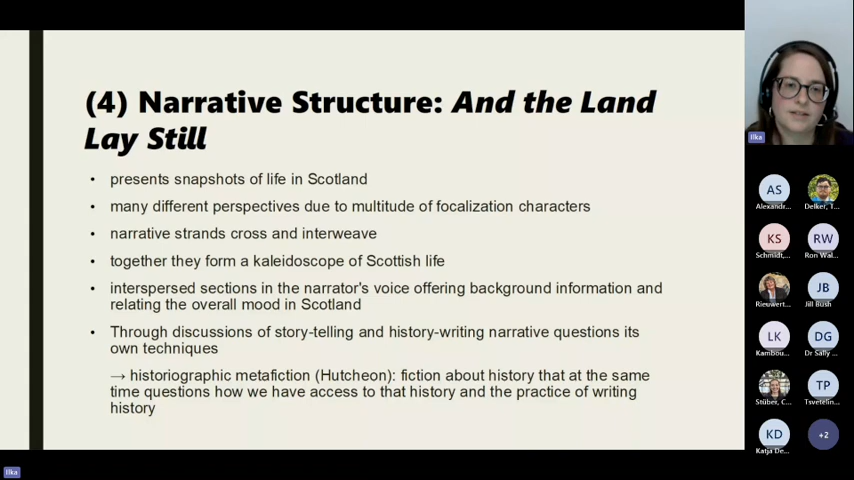 (4) Narrative Structure: And the Land
Lay Still
• presents snapshots of life in Scotland
• many different perspectives due to multitude of focalization characters
• narrative strands cross and interweave
• together they form a kaleidoscope of Scottish life
• interspersed sections in the narrator's voice offering background information and
relating the overall mood in Scotland
• Through discussions of story-telling and history-writing narrative questions its
own techniques
→ historiographic metafiction (Hutcheon): fiction about history that at the same
time questions how we have access to that history and the practice of writing
history
Ilka
AS
Alexandr...
Delker, T...
KS
RW
Schmidt,...
Ron Wal...
JB
Rieuwert...
Jill Bush
LK
DG
Kambou...
Dr Sally ...
TP
Stüber, C...
Tsvetelin...
KD
+2
Katja De...
Ilka